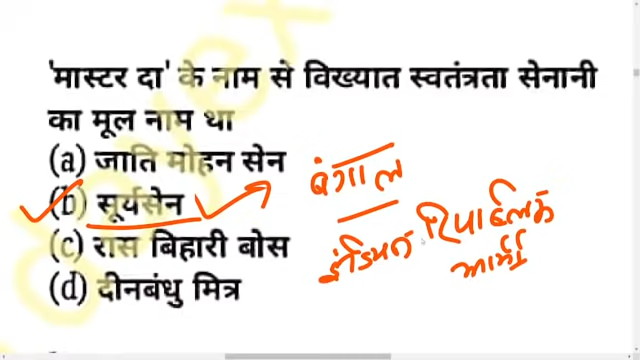 'मास्टर दा' के नाम से विख्यात स्वतंत्रता सेनानी
का मूल नाम था
(a) जाति मोहन सेन
(b) सूर्यसेन
बंगाल
(c) रास बिहारी बोस
इंडियन रिपब्लिक
आर्मी
(d) दीनबंधु मित्र